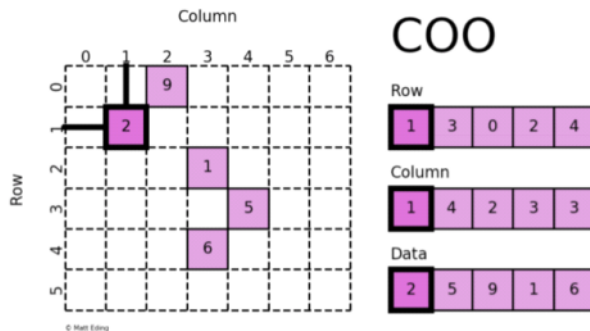 Column
0 1 2 3 4 5 6
Row
0 9
1 2
2 1
3 5
4 6
5
© Matt Eding
COO
Row
1 3 0 2 4
Column
1 4 2 3 3
Data
2 5 9 1 6